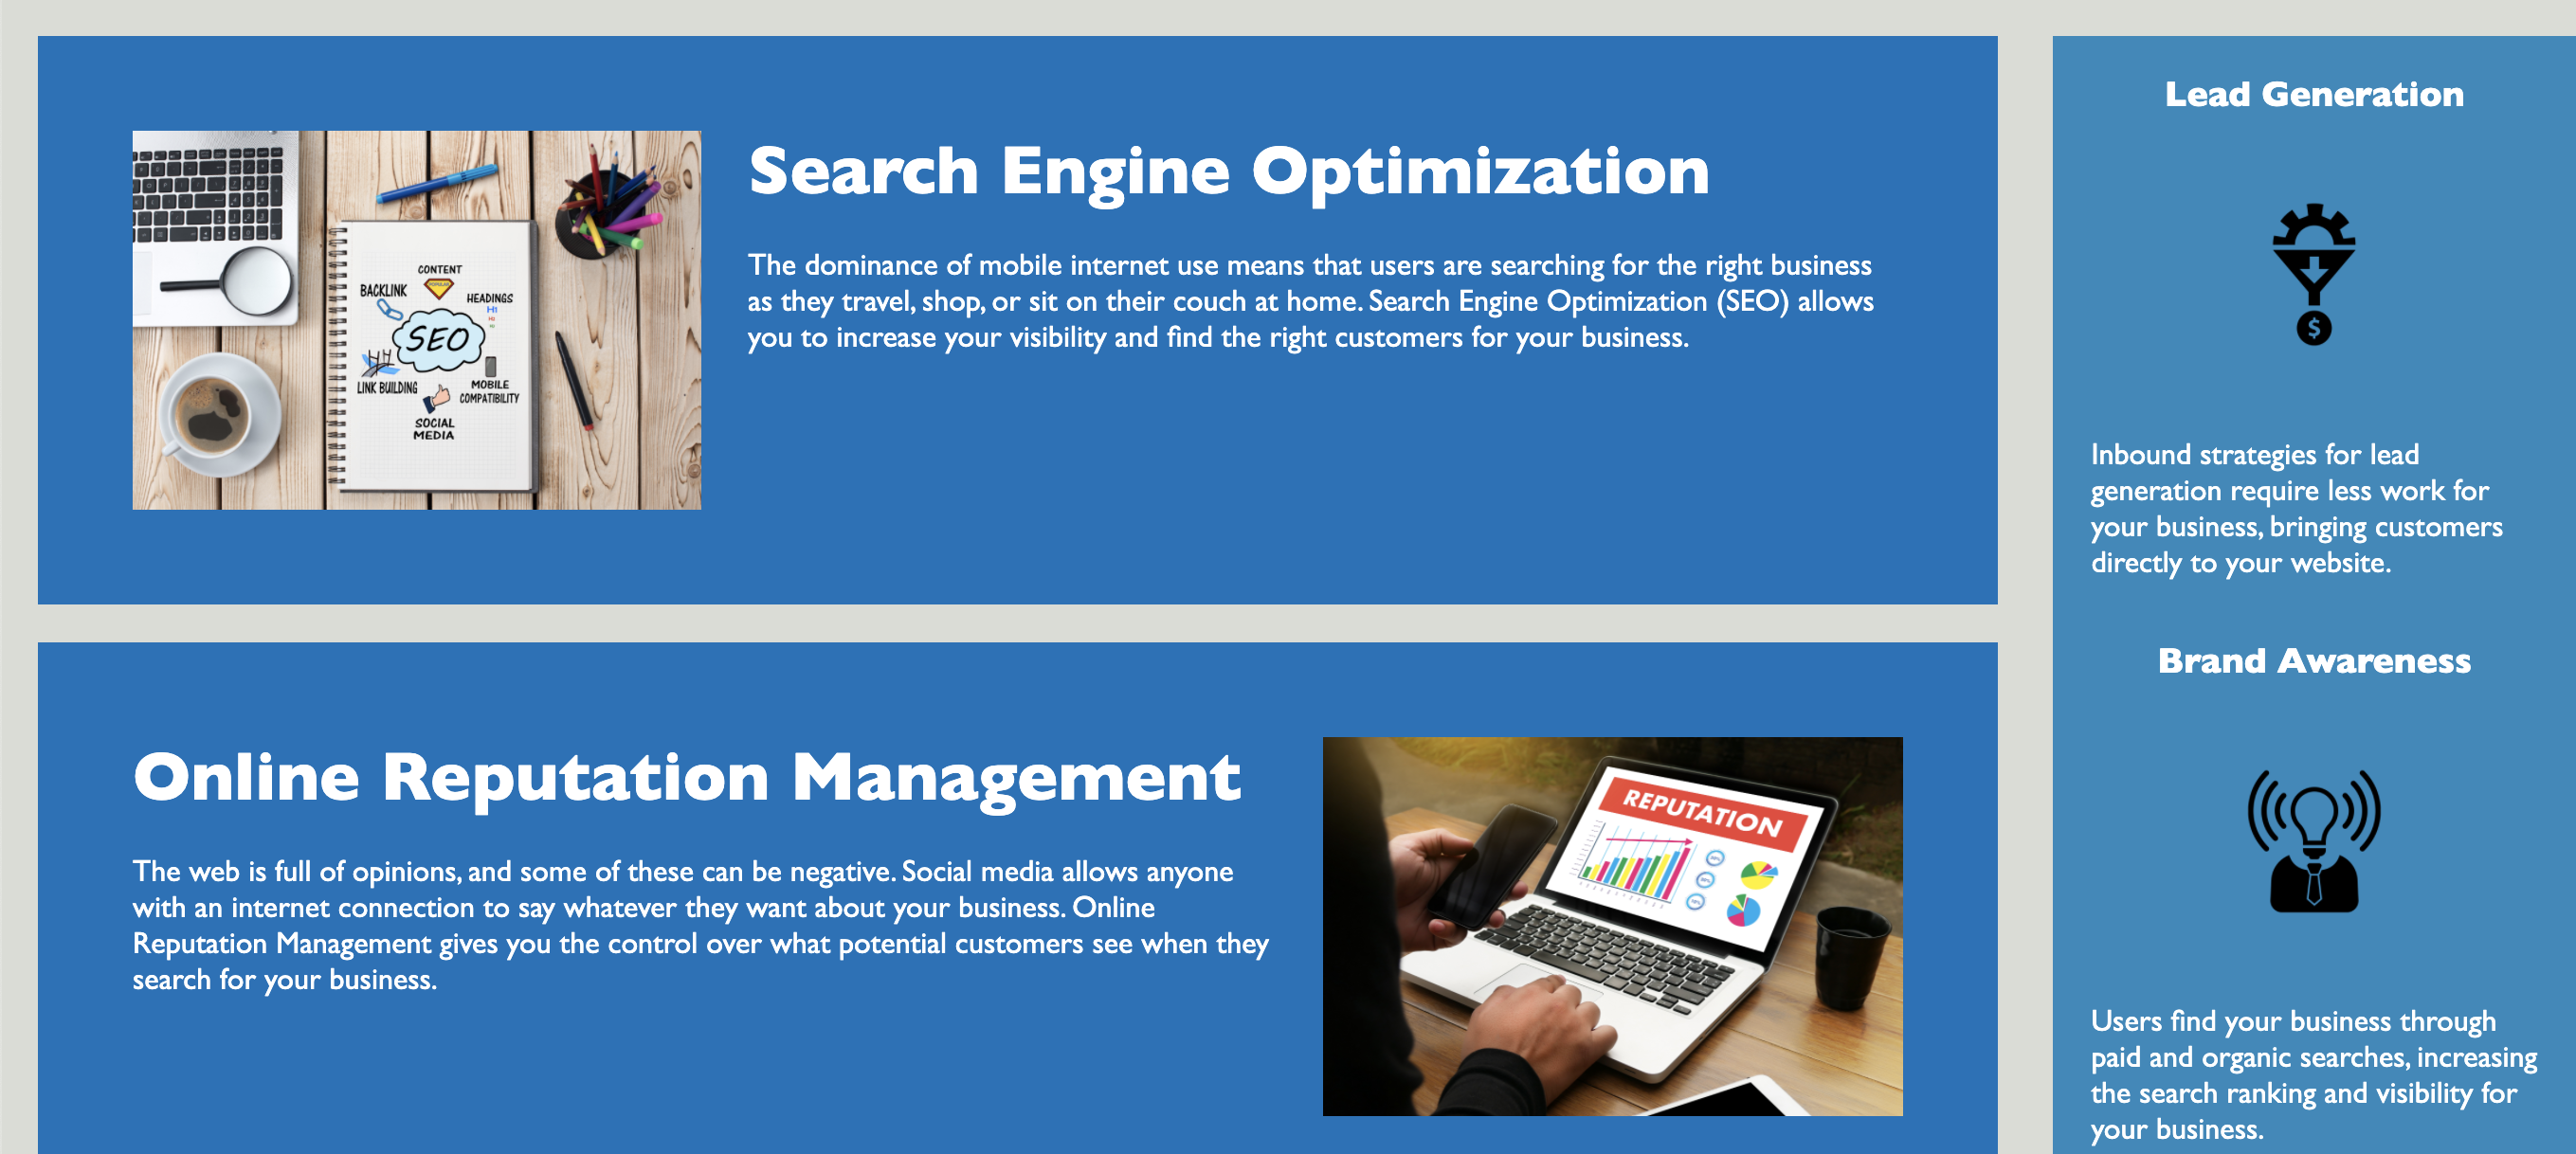 Search Engine Optimization
The dominance of mobile internet use means that users are searching for the right business
as they travel, shop, or sit on their couch at home. Search Engine Optimization (SEO) allows
you to increase your visibility and find the right customers for your business.
CONTENT
BACKLINK
HEADINGS
H1
SEO
LINK BUILDING
MOBILE
COMPATIBILITY
SOCIAL
MEDIA
Online Reputation Management
The web is full of opinions, and some of these can be negative. Social media allows anyone
with an internet connection to say whatever they want about your business. Online
Reputation Management gives you the control over what potential customers see when they
search for your business.
REPUTATION
Lead Generation
$
Inbound strategies for lead
generation require less work for
your business, bringing customers
directly to your website.
Brand Awareness
Users find your business through
paid and organic searches, increasing
the search ranking and visibility for
your business.